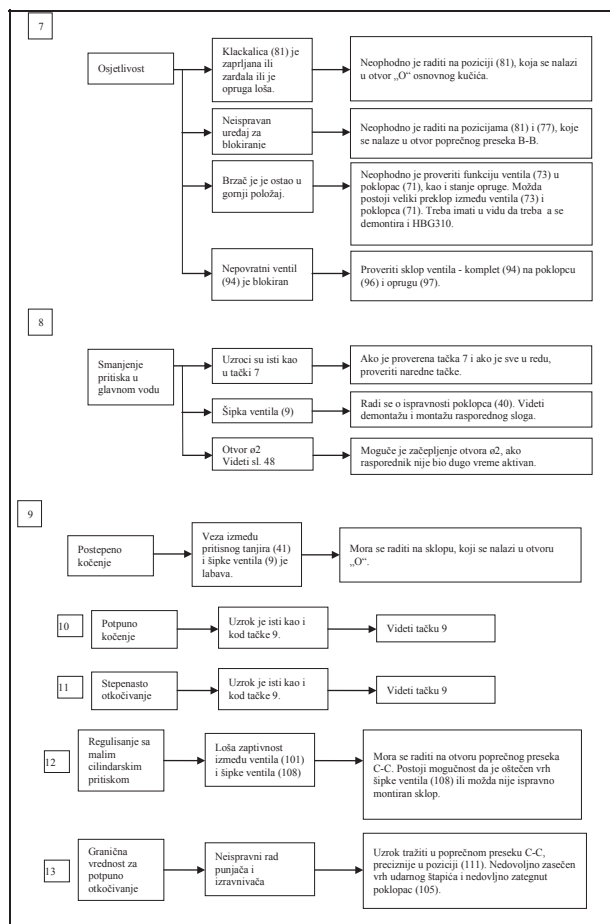 7
Osjetlivost
Klackalica (81) je
zaprljana ili
zarđala ili je
opruga loša.
Neophodno je raditi na poziciji (81), koja se nalazi
u otvor „O“ osnovnog kučića.
Neispravan
uređaj za
blokiranje
Neophodno je raditi na pozicijama (81) i (77), koje
se nalaze u otvor poprečnog preseka B-B.
Brzač je je ostao u
gornji položaj.
Neophodno je proveriti funkciju ventila (73) u
poklopac (71), kao i stanje opruge. Možda
postoji veliki preklop između ventila (73) i
poklopca (71). Treba imati u vidu da treba a se
demontira i HBG310.
Nepovratni ventil
(94) je blokiran
Proveriti sklop ventila - komplet (94) na poklopcu
(96) i oprugu (97).
8
Smanjenje
pritiska u
glavnom vodu
Uzroci su isti kao
u tački 7
Ako je proverena tačka 7 i ako je sve u redu,
proveriti naredne tačke.
Šipka ventila (9)
Radi se o ispravnosti poklopca (40). Videti
demontažu i montažu rasporednog sloga.
Otvor ø2
Videti sl. 48
Moguče je začepljenje otvora ø2, ako
rasporednik nije bio dugo vreme aktivan.
9
Postepeno
kočenje
Veza između
pritisnog tanjira (41)
i šipke ventila (9) je
labava.
Mora se raditi na sklopu, koji se nalazi u otvoru
„O“.
10
Potpuno
kočenje
Uzrok je isti kao i
kod tačke 9.
Videti tačku 9
11
Stepenasto
otkočivanje
Uzrok je isti kao i
kod tačke 9.
Videti tačku 9
12
Regulisanje sa
malim
cilindarskim
pritiskom
Loša zaptivnost
između ventila (101)
i šipke ventila (108)
Mora se raditi na otvoru poprečnog preseka
C-C. Postoji mogučnost da je oštečen vrh
šipke ventila (108) ili možda nije ispravno
montiran sklop.
13
Granična
vrednost za
potpuno
otkočivanje
Neispravni rad
punjača i
izravnivača
Uzrok tražiti u poprečnom preseku C-C,
preciznije u poziciji (111). Nedovoljno zasečen
vrh udarnog štapića i nedovljno zategnut
poklopac (105).